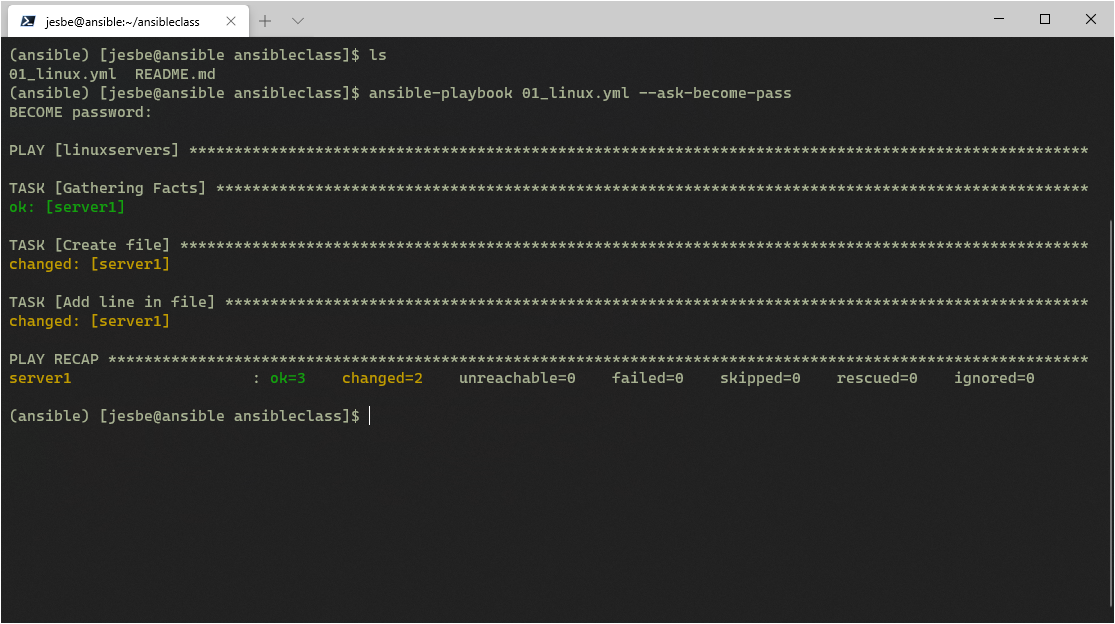 jesbe@ansible:~/ansibleclass
(ansible) [jesbe@ansible ansibleclass]$ ls
01_linux.yml  README.md
(ansible) [jesbe@ansible ansibleclass]$ ansible-playbook 01_linux.yml --ask-become-pass
BECOME password:
PLAY [linuxservers] ****************************************************************************************************
TASK [Gathering Facts] *************************************************************************************************
ok: [server1]
TASK [Create file] *****************************************************************************************************
changed: [server1]
TASK [Add line in file] ************************************************************************************************
changed: [server1]
PLAY RECAP *************************************************************************************************************
server1                    : ok=3    changed=2    unreachable=0    failed=0    skipped=0    rescued=0    ignored=0
(ansible) [jesbe@ansible ansibleclass]$